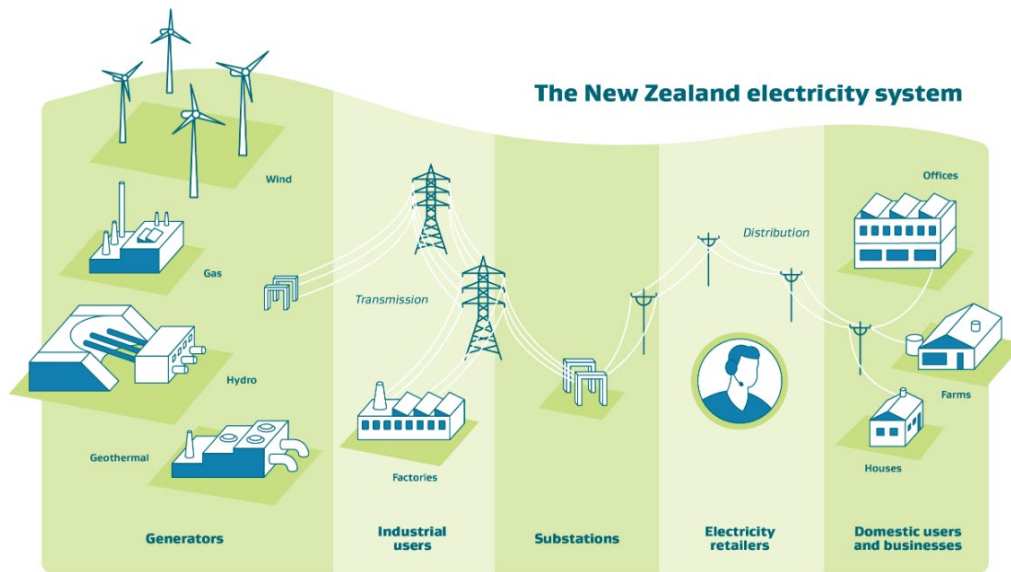 The New Zealand electricity system
Wind
Gas
Hydro
Geothermal
Transmission
Factories
Distribution
Offices
Farms
Houses
Generators
Industrial
users
Substations
Electricity
retailers
Domestic users
and businesses